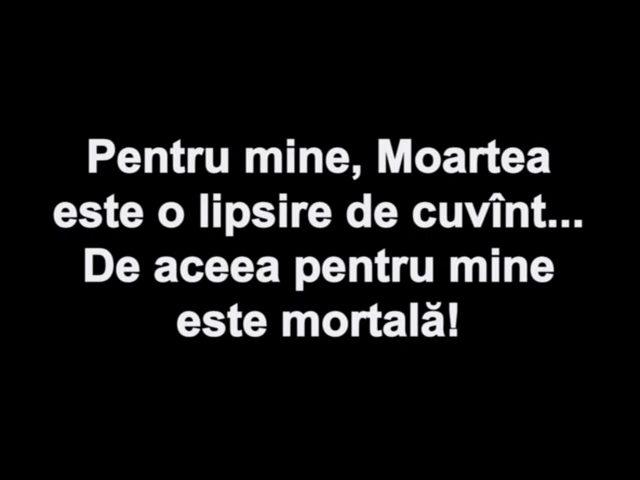 Pentru mine, Moartea
este o lipsire de cuvînt...
De aceea pentru mine
este mortală!